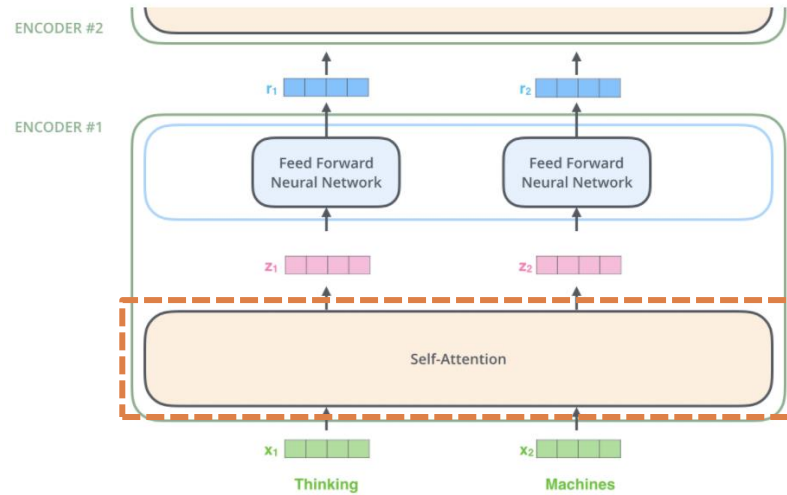 ENCODER #2
r₁
r₂
ENCODER #1
Feed Forward
Neural Network
Feed Forward
Neural Network
z₁
z₂
Self-Attention
x₁
x₂
Thinking
Machines